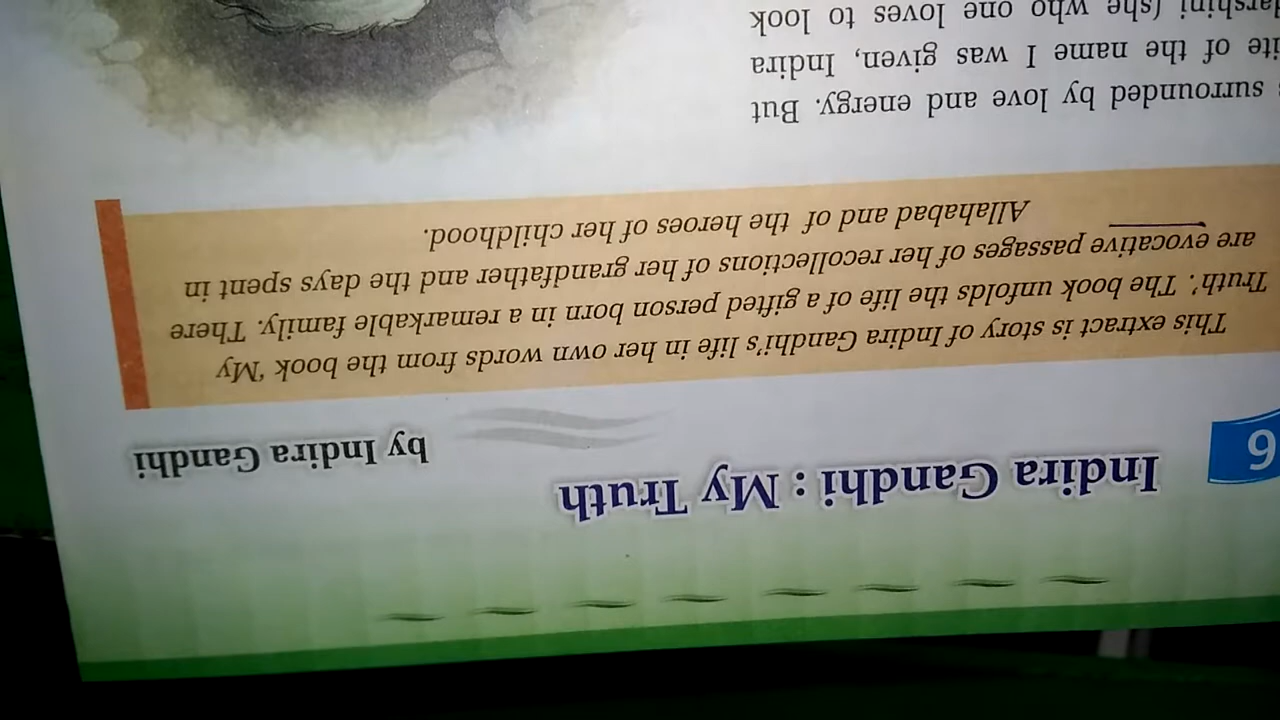 6
Indira Gandhi : My Truth
by Indira Gandhi
This extract is story of Indira Gandhi's life in her own words from the book 'My
Truth'. The book unfolds the life of a gifted person born in a remarkable family. There
are evocative passages of her recollections of her grandfather and the days spent in
Allahabad and of the heroes of her childhood.
surrounded by love and energy. But
of the name I was given, Indira
(she who one loves to look